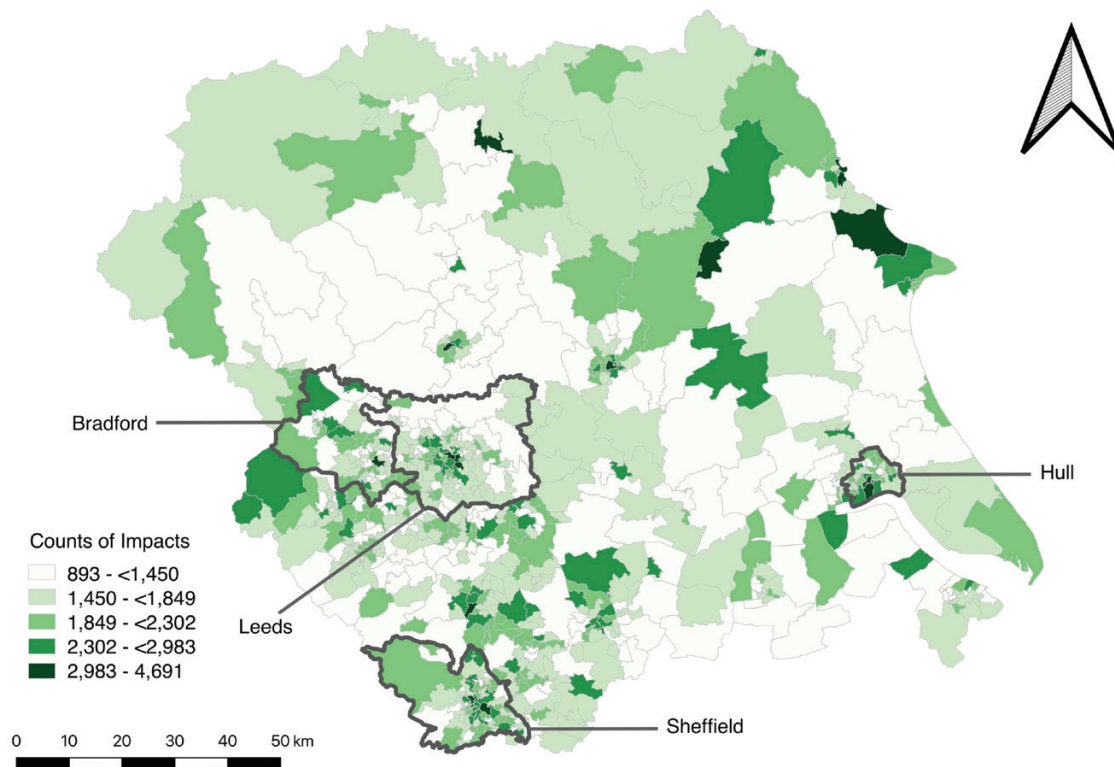 Bradford
Hull
Counts of Impacts
893 - <1,450
1,450 - <1,849
1,849 - <2,302
2,302 - <2,983
2,983 - 4,691
Leeds
Sheffield
0 10 20 30 40 50 km